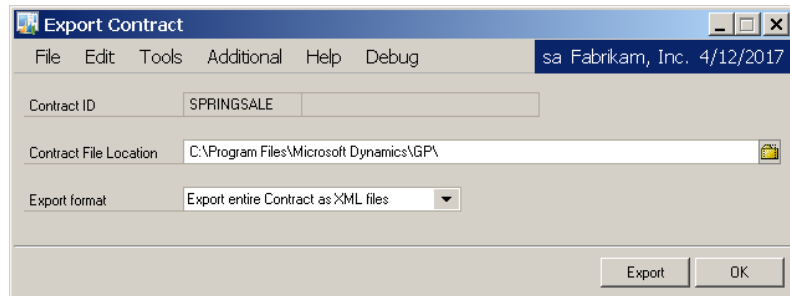 Export Contract
File Edit Tools Additional Help Debug sa Fabrikam, Inc. 4/12/2017
Contract ID SPRINGSALE
Contract File Location C:\Program Files\Microsoft Dynamics\GP\
Export format Export entire Contract as XML files
Export OK